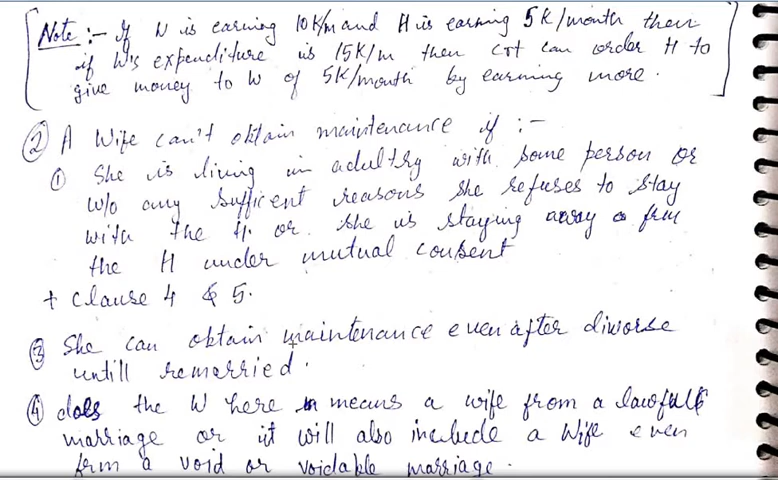 Note :- If W is earning 10K/m and H is earning 5K/month then
if W's expenditure is 15K/m then crt can order H to
give money to W of 5K/month by earning more.
② A Wife can't obtain maintenance if :-
① She is living in adultry with some person or
w/o any sufficent reasons she refuses to stay
with the H. or she is staying away from
the H under mutual consent
+ Clause 4 & 5.
③ She can obtain maintenance even after divorse
untill remarried.
④ does the W here means a wife from a lawfull
marriage or it will also include a Wife even
from a void or voidable marriage.